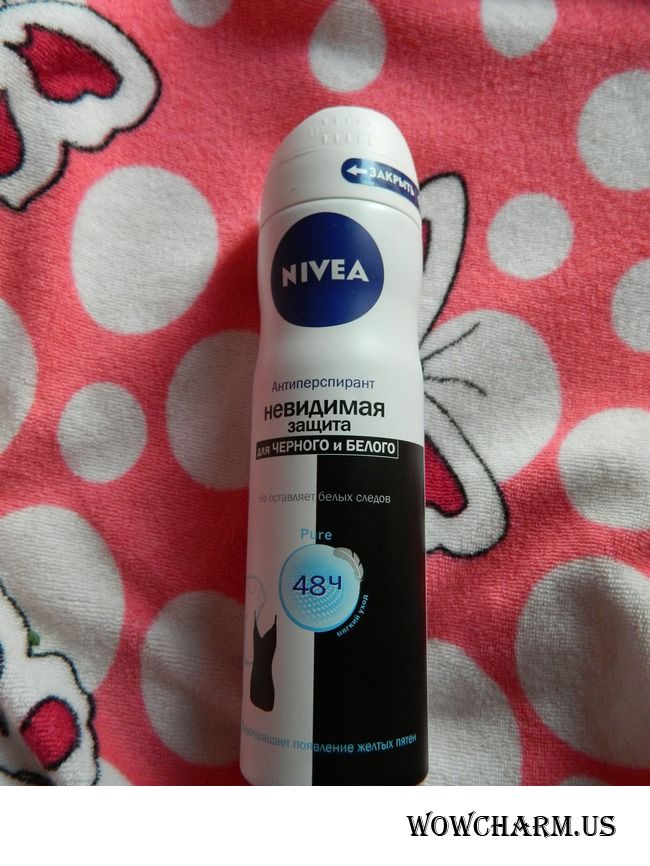 ЗАКРЫТЬ
NIVEA
Антиперспирант
невидимая
защита
для ЧЕРНОГО и БЕЛОГО
Не оставляет белых следов
Pure
48ч
мягкий уход
появление желтых пятен
WOWCHARM.US